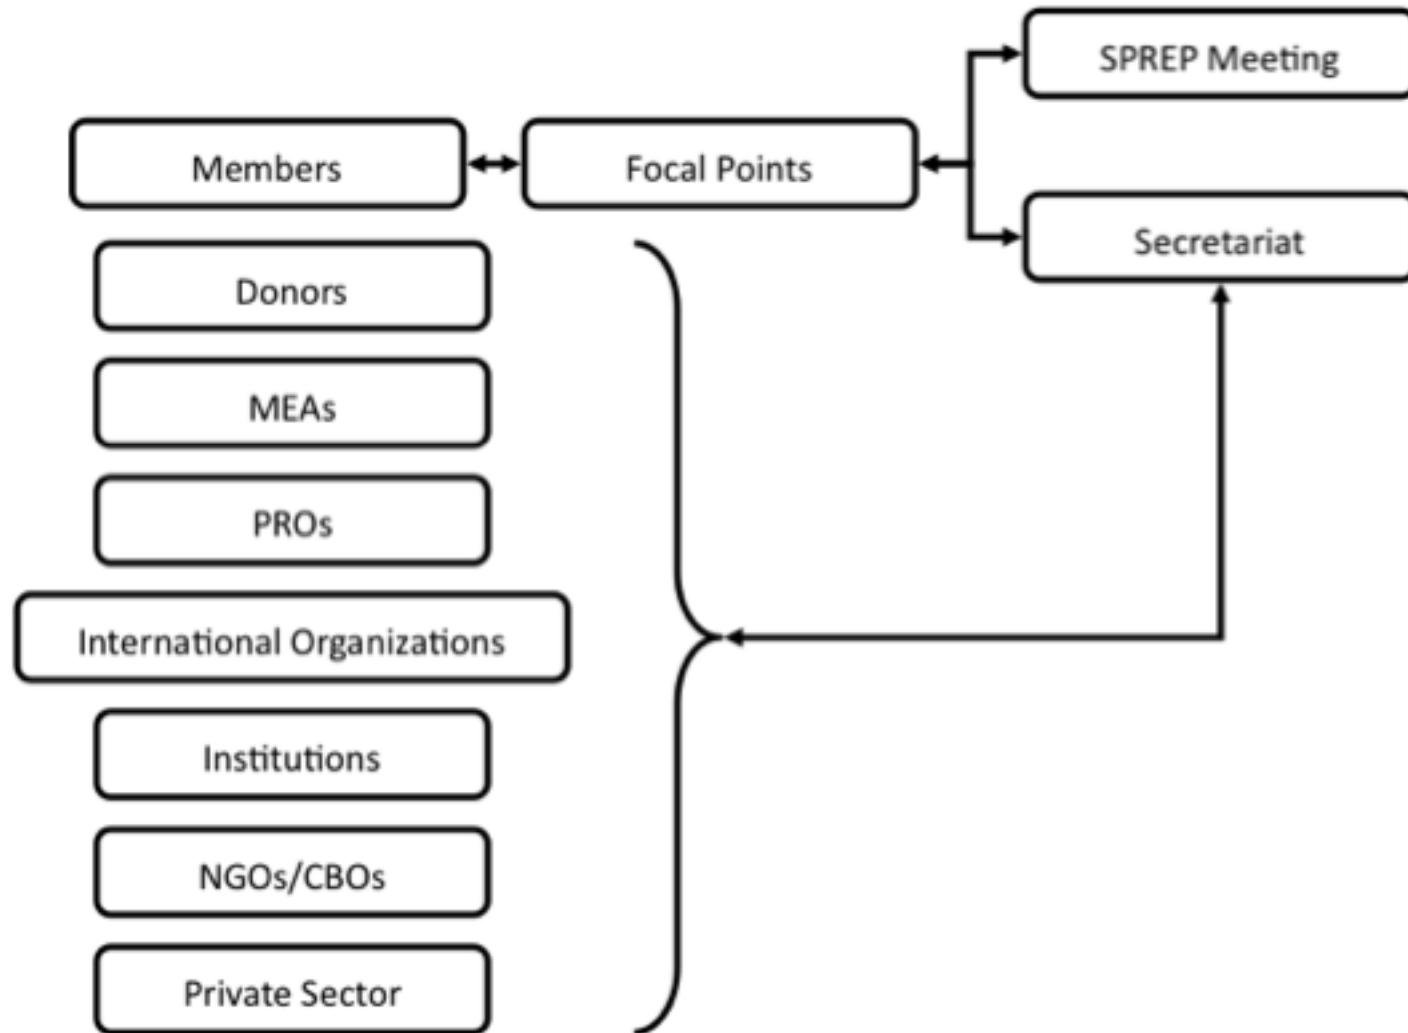 SPREP Meeting
Members
Focal Points
Secretariat
Donors
MEAs
PROs
International Organizations
Institutions
NGOs/CBOs
Private Sector